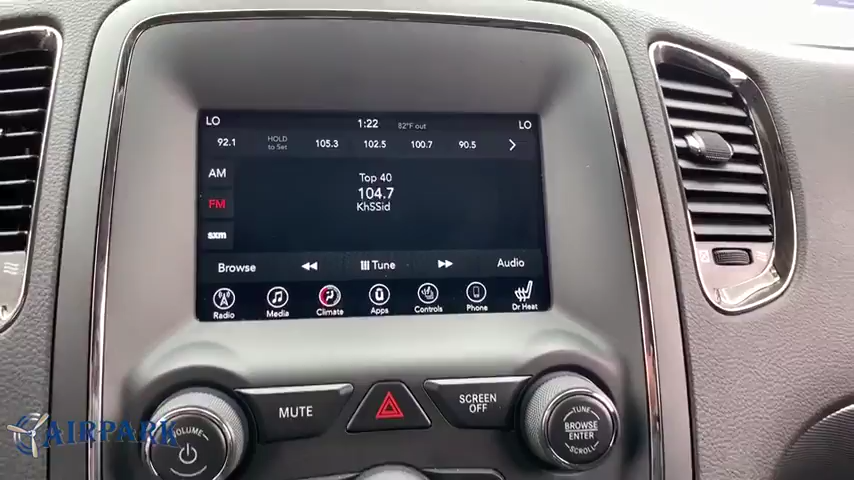 LO 1:22 82°F out LO
92.1 HOLD to Set 105.3 102.5 100.7 90.5
AM
Top 40
104.7
FM
KhSSid
sxm
Browse Tune Audio
Radio Media Climate Apps Controls Phone Dr Heat
MUTE
SCREEN OFF
VOLUME
TUNE
BROWSE
ENTER
SCROLL
AIRPARK